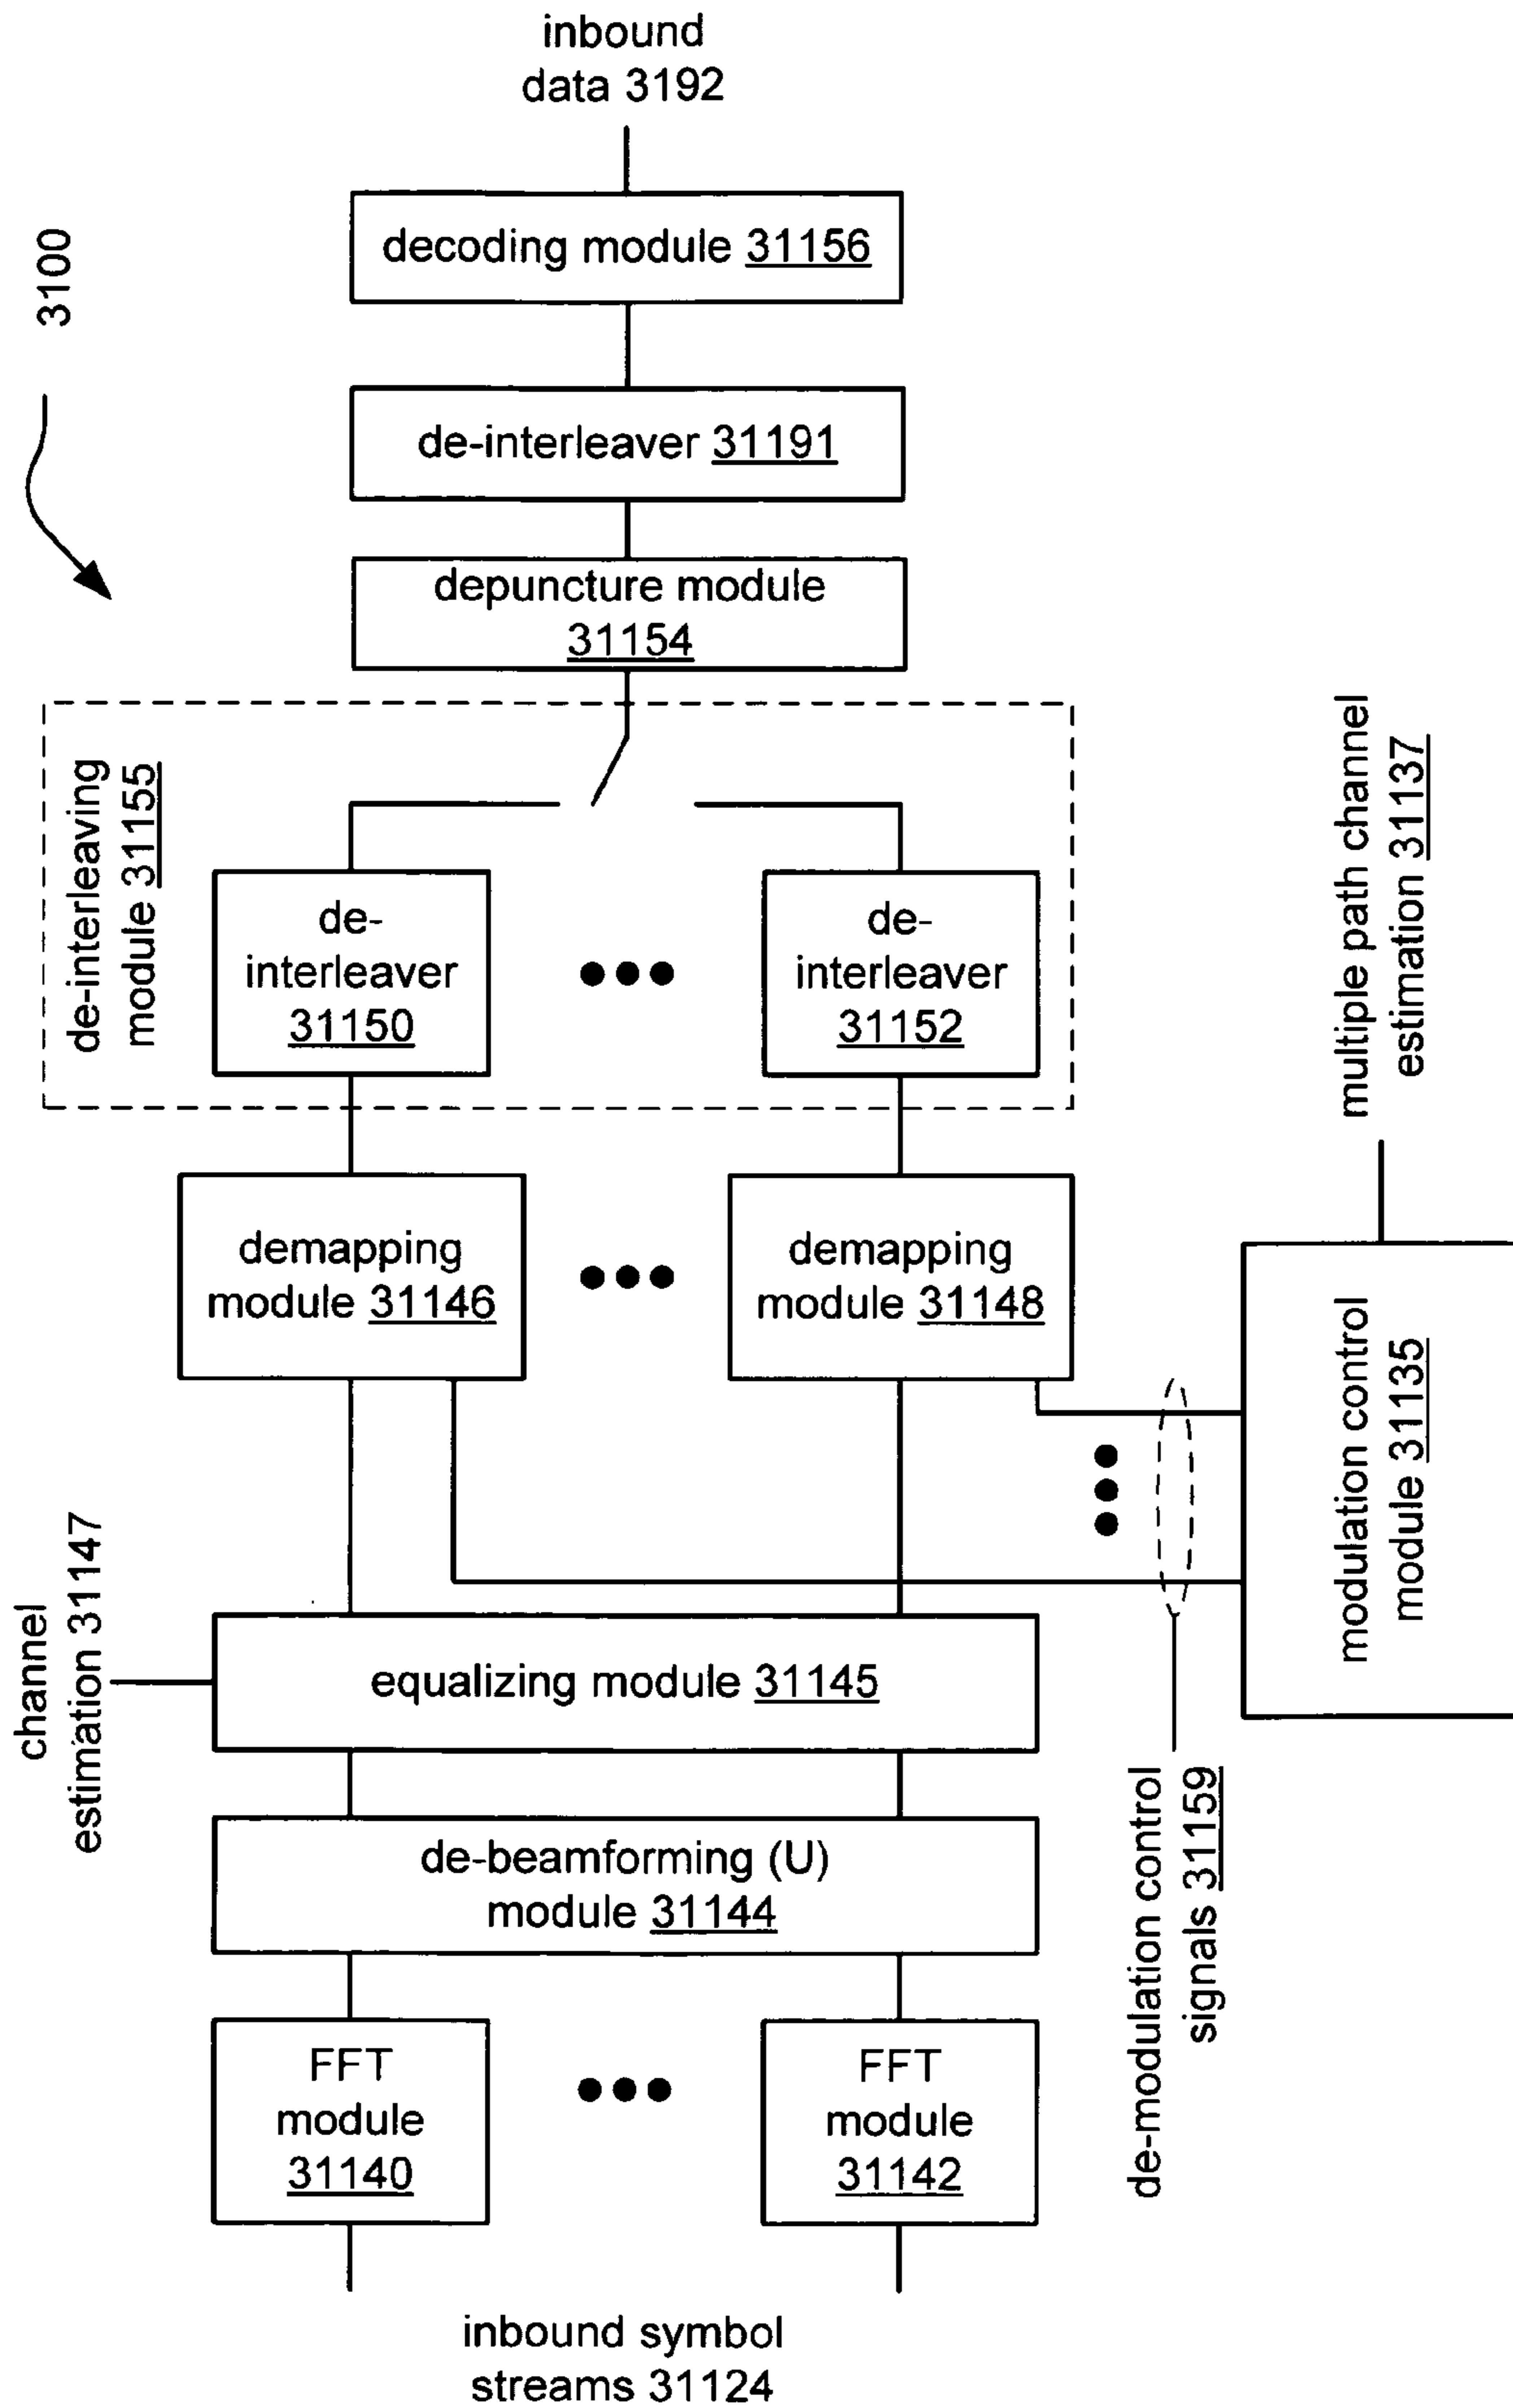 inbound
data 3192
3100
decoding module 31156
de-interleaver 31191
depuncture module
31154
de-interleaving
module 31155
de-
interleaver
31150
de-
interleaver
31152
multiple path channel
estimation 31137
demapping
module 31146
demapping
module 31148
modulation control
module 31135
channel
estimation 31147
equalizing module 31145
de-beamforming (U)
module 31144
de-modulation control
signals 31159
FFT
module
31140
FFT
module
31142
inbound symbol
streams 31124